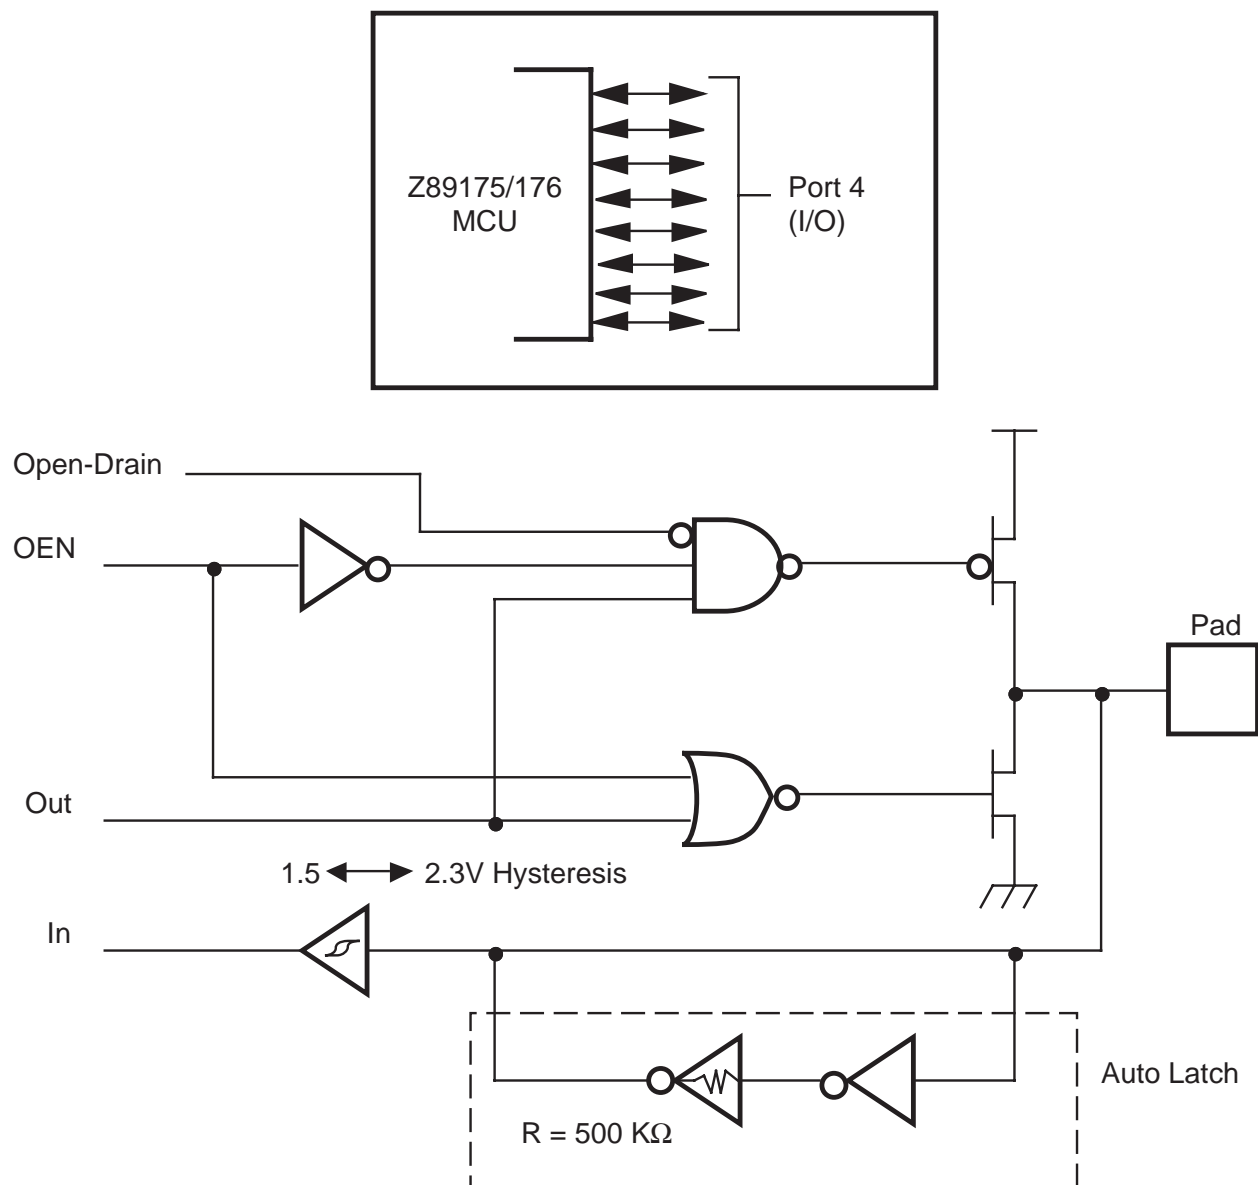 Z89175/176
MCU
Port 4
(I/O)
Open-Drain
OEN
Pad
Out
1.5 2.3V Hysteresis
In
Auto Latch
R = 500 KΩ